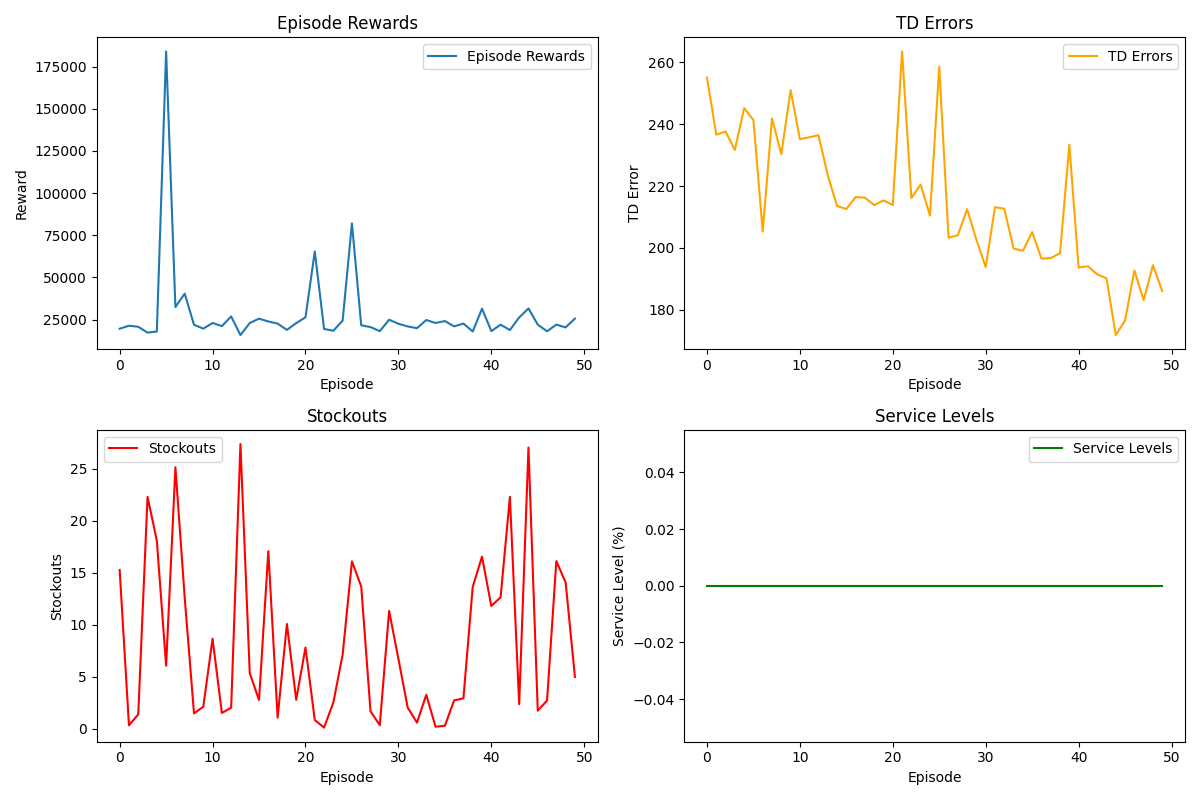 Episode Rewards
Episode Rewards
175000
150000
125000
100000
75000
50000
25000
Reward
0 10 20 30 40 50
Episode
TD Errors
TD Errors
260
240
220
200
180
TD Error
0 10 20 30 40 50
Episode
Stockouts
Stockouts
25
20
15
10
5
0
Stockouts
0 10 20 30 40 50
Episode
Service Levels
Service Levels
0.04
0.02
0.00
−0.02
−0.04
Service Level (%)
0 10 20 30 40 50
Episode